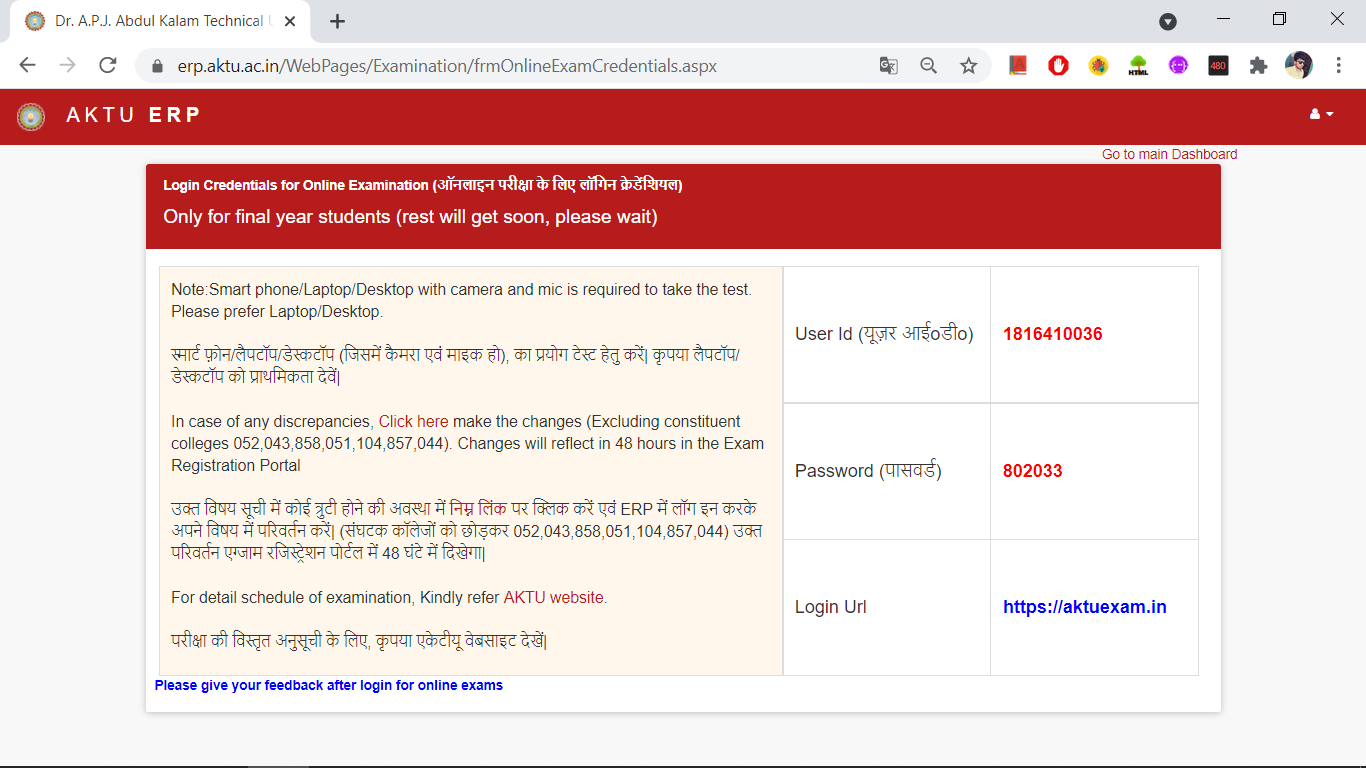 Dr. A.P.J. Abdul Kalam Technical
erp.aktu.ac.in/WebPages/Examination/frmOnlineExamCredentials.aspx
HTML
480
AKTU ERP
Go to main Dashboard
Login Credentials for Online Examination (ऑनलाइन परीक्षा के लिए लॉगिन क्रेडेंशियल)
Only for final year students (rest will get soon, please wait)
Note:Smart phone/Laptop/Desktop with camera and mic is required to take the test.
Please prefer Laptop/Desktop.
स्मार्ट फ़ोन/लैपटॉप/डेस्कटॉप (जिसमें कैमरा एवं माइक हो), का प्रयोग टेस्ट हेतु करें| कृपया लैपटॉप/
डेस्कटॉप को प्राथमिकता देवें|
In case of any discrepancies, Click here make the changes (Excluding constituent
colleges 052,043,858,051,104,857,044). Changes will reflect in 48 hours in the Exam
Registration Portal
उक्त विषय सूची में कोई त्रुटी होने की अवस्था में निम्न लिंक पर क्लिक करें एवं ERP में लॉग इन करके
अपने विषय में परिवर्तन करें| (संघटक कॉलेजों को छोड़कर 052,043,858,051,104,857,044) उक्त
परिवर्तन एग्जाम रजिस्ट्रेशन पोर्टल में 48 घंटे में दिखेगा|
For detail schedule of examination, Kindly refer AKTU website.
परीक्षा की विस्तृत अनुसूची के लिए, कृपया एकेटीयू वेबसाइट देखें|
User Id (यूज़र आई0डी0) 1816410036
Password (पासवर्ड) 802033
Login Url https://aktuexam.in
Please give your feedback after login for online exams